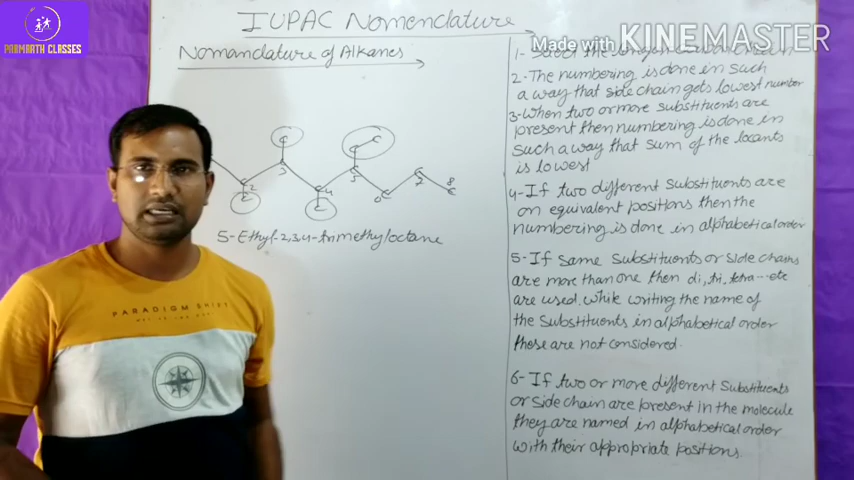 PARMARTH CLASSES
IUPAC Nomenclature
Made with KINEMASTER
Nomanclature of Alkanes
C
C C
3 5
2 4 7 8
C C 6 C
5-Ethyl-2,3,4-trimethyloctane
PARADIGM SHIFT
1- Select the longest carbon chain
2- The numbering is done in such
a way that side chain gets lowest number
3- When two or more substituents are
present then numbering is done in
such a way that sum of the locants
is lowest
4- If two different substituents are
on equivalent positions then the
numbering is done in alphabetical order
5- If same substituents or side chains
are more than one then di, tri, tetra --- etc
are used. while writing the name of
the substituents in alphabetical order
these are not considered.
6- If two or more different substituents
or side chain are present in the molecule
they are named in alphabetical order
with their appropriate positions.